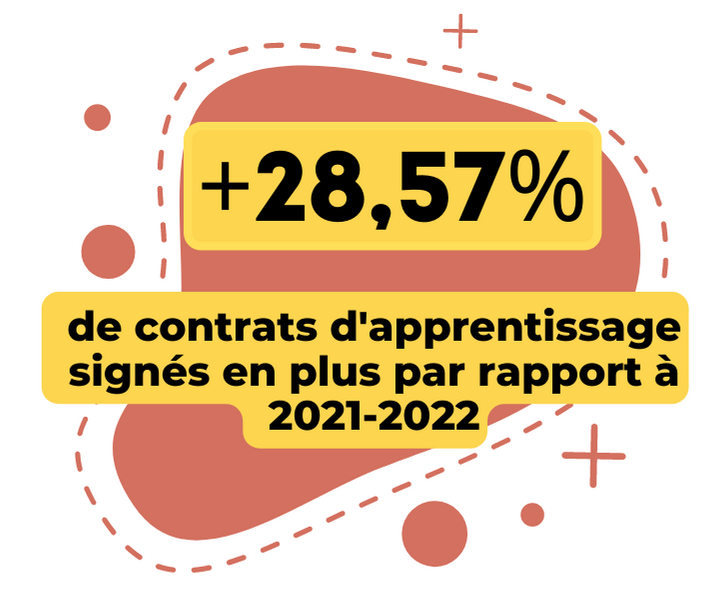 +28,57%
de contrats d'apprentissage
signés en plus par rapport à
2021-2022